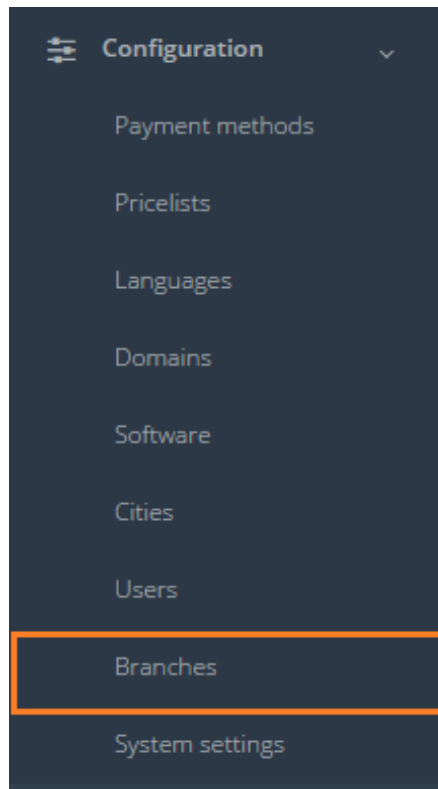 Configuration
Payment methods
Pricelists
Languages
Domains
Software
Cities
Users
Branches
System settings